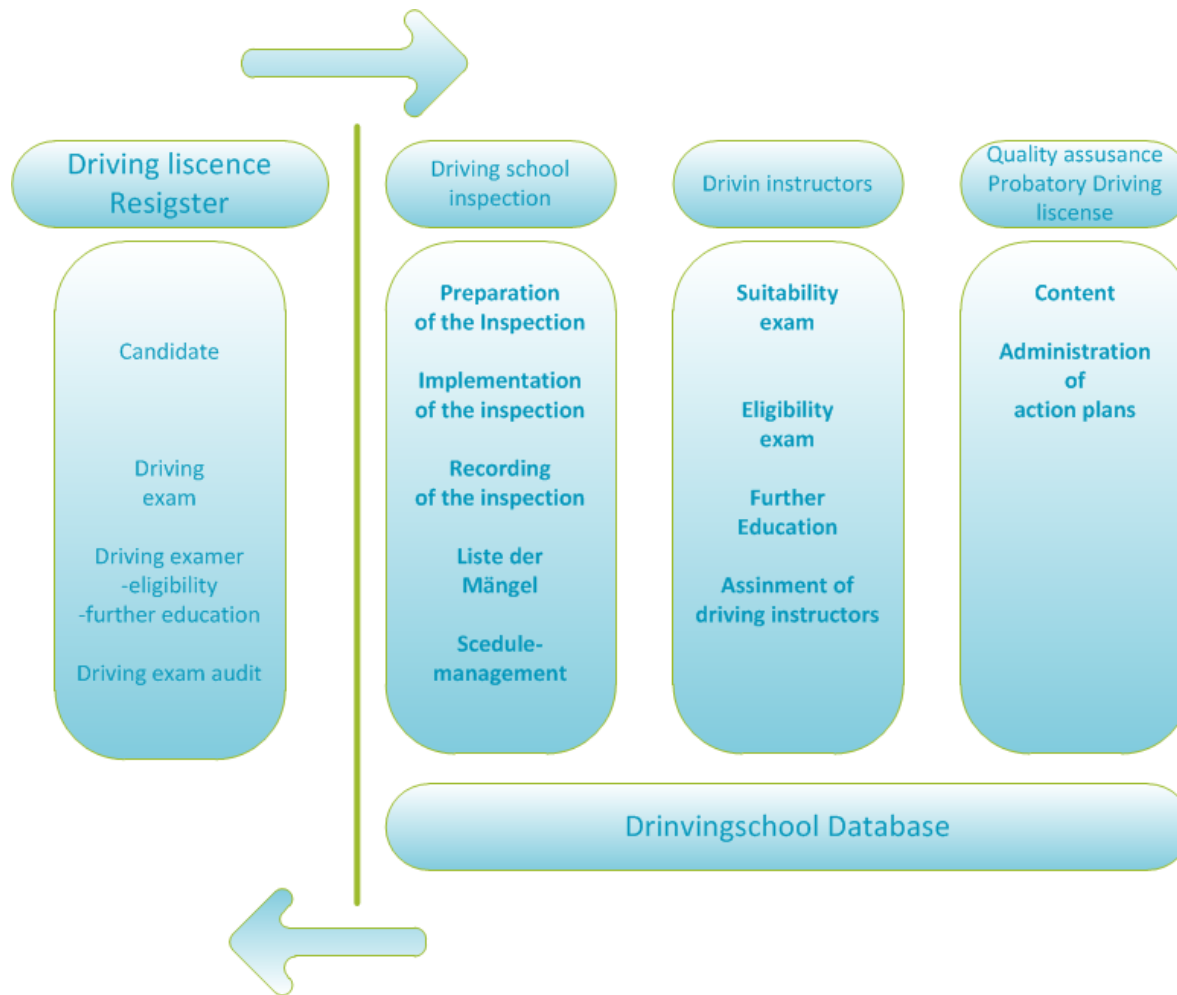 Driving liscence
Resigster
Candidate
Driving
exam
Driving examer
-eligibility
-further education
Driving exam audit
Driving school
inspection
Preparation
of the Inspection
Implementation
of the inspection
Recording
of the inspection
Liste der
Mängel
Scedule-
management
Drivin instructors
Suitability
exam
Eligibility
exam
Further
Education
Assinment of
driving instructors
Quality assusance
Probatory Driving
liscense
Content
Administration
of
action plans
Drinvingschool Database